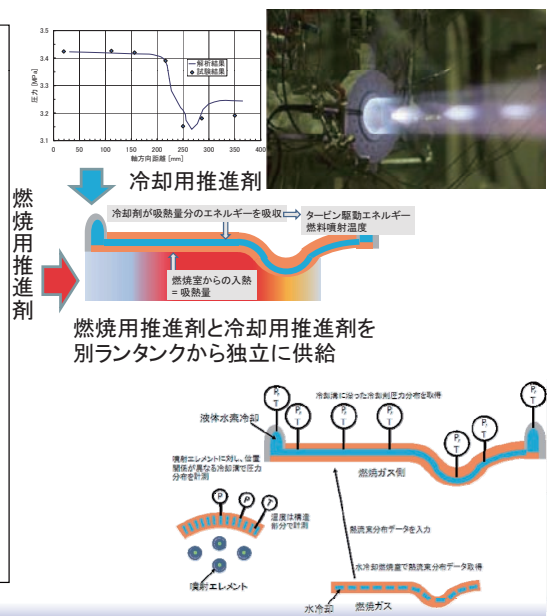 3.5
3.4
3.3
3.2
3.1
圧力 [MPa]
0
50
100
150
200
250
300
350
400
軸方向距離 [mm]
解析結果
試験結果
冷却用推進剤
燃焼用推進剤
冷却剤が吸熱量分のエネルギーを吸収
タービン駆動エネルギー
燃料噴射温度
燃焼室からの入熱
= 吸熱量
燃焼用推進剤と冷却用推進剤を
別ランタンクから独立に供給
P,
T
P,
T
P,
T
P,
T
P,
T
P,
T
P,
T
冷却溝に沿った冷却剤圧力分布を取得
液体水素冷却
噴射エレメントに対し、位置
関係が異なる冷却溝で圧力
分布を計測
燃焼ガス側
P
P
T
温度は構造
部分で計測
熱流束分布データを入力
噴射エレメント
水冷却燃焼室で熱流束分布データ取得
水冷却
燃焼ガス